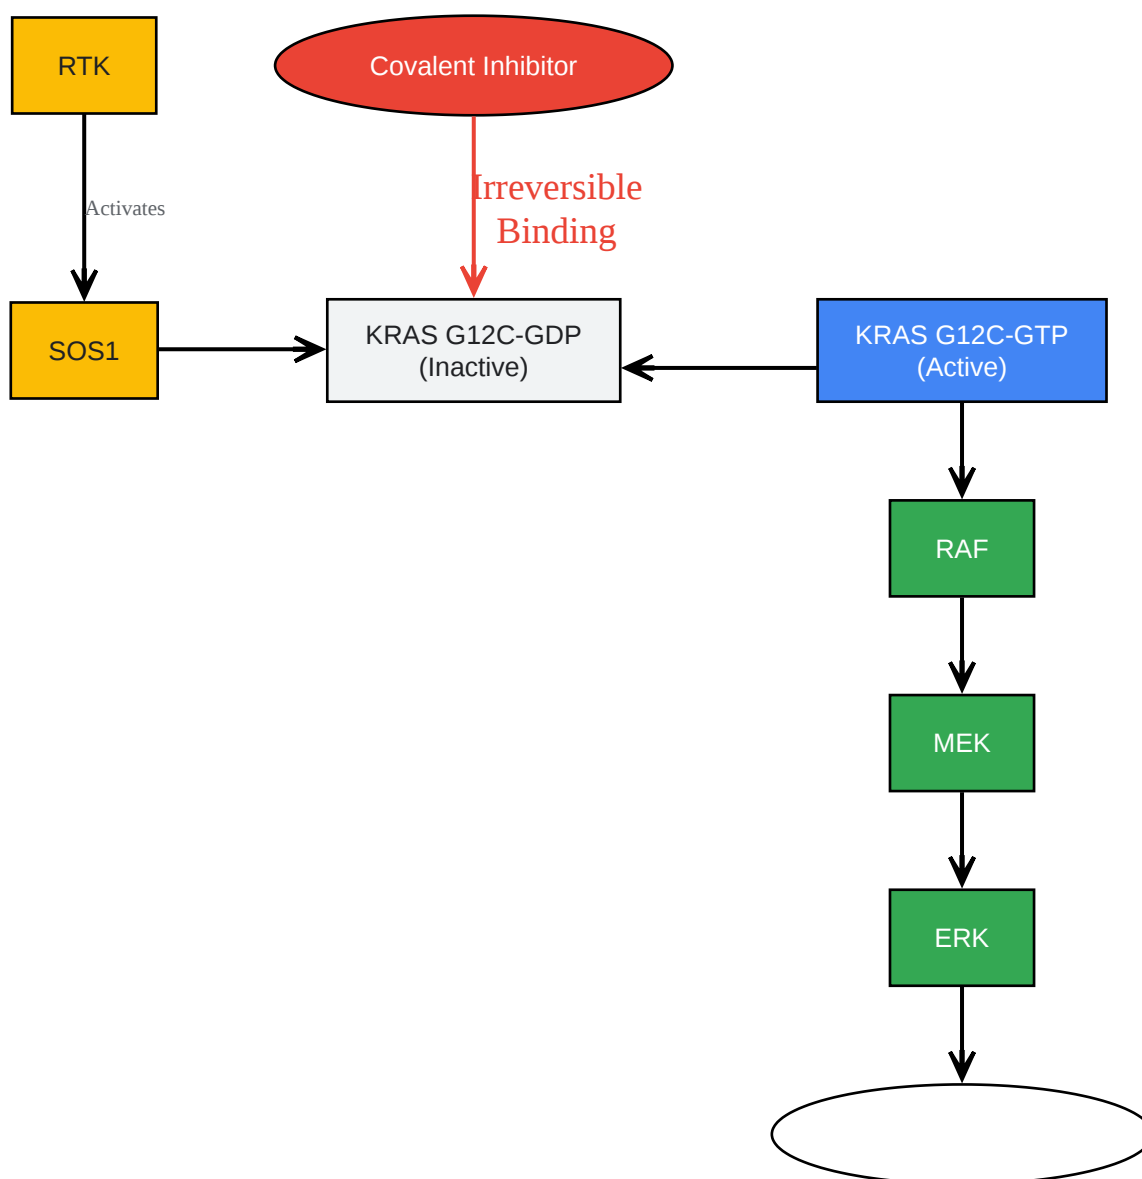 RTK
Covalent Inhibitor
Activates
Irreversible
Binding
SOS1
KRAS G12C-GDP
(Inactive)
KRAS G12C-GTP
(Active)
RAF
MEK
ERK